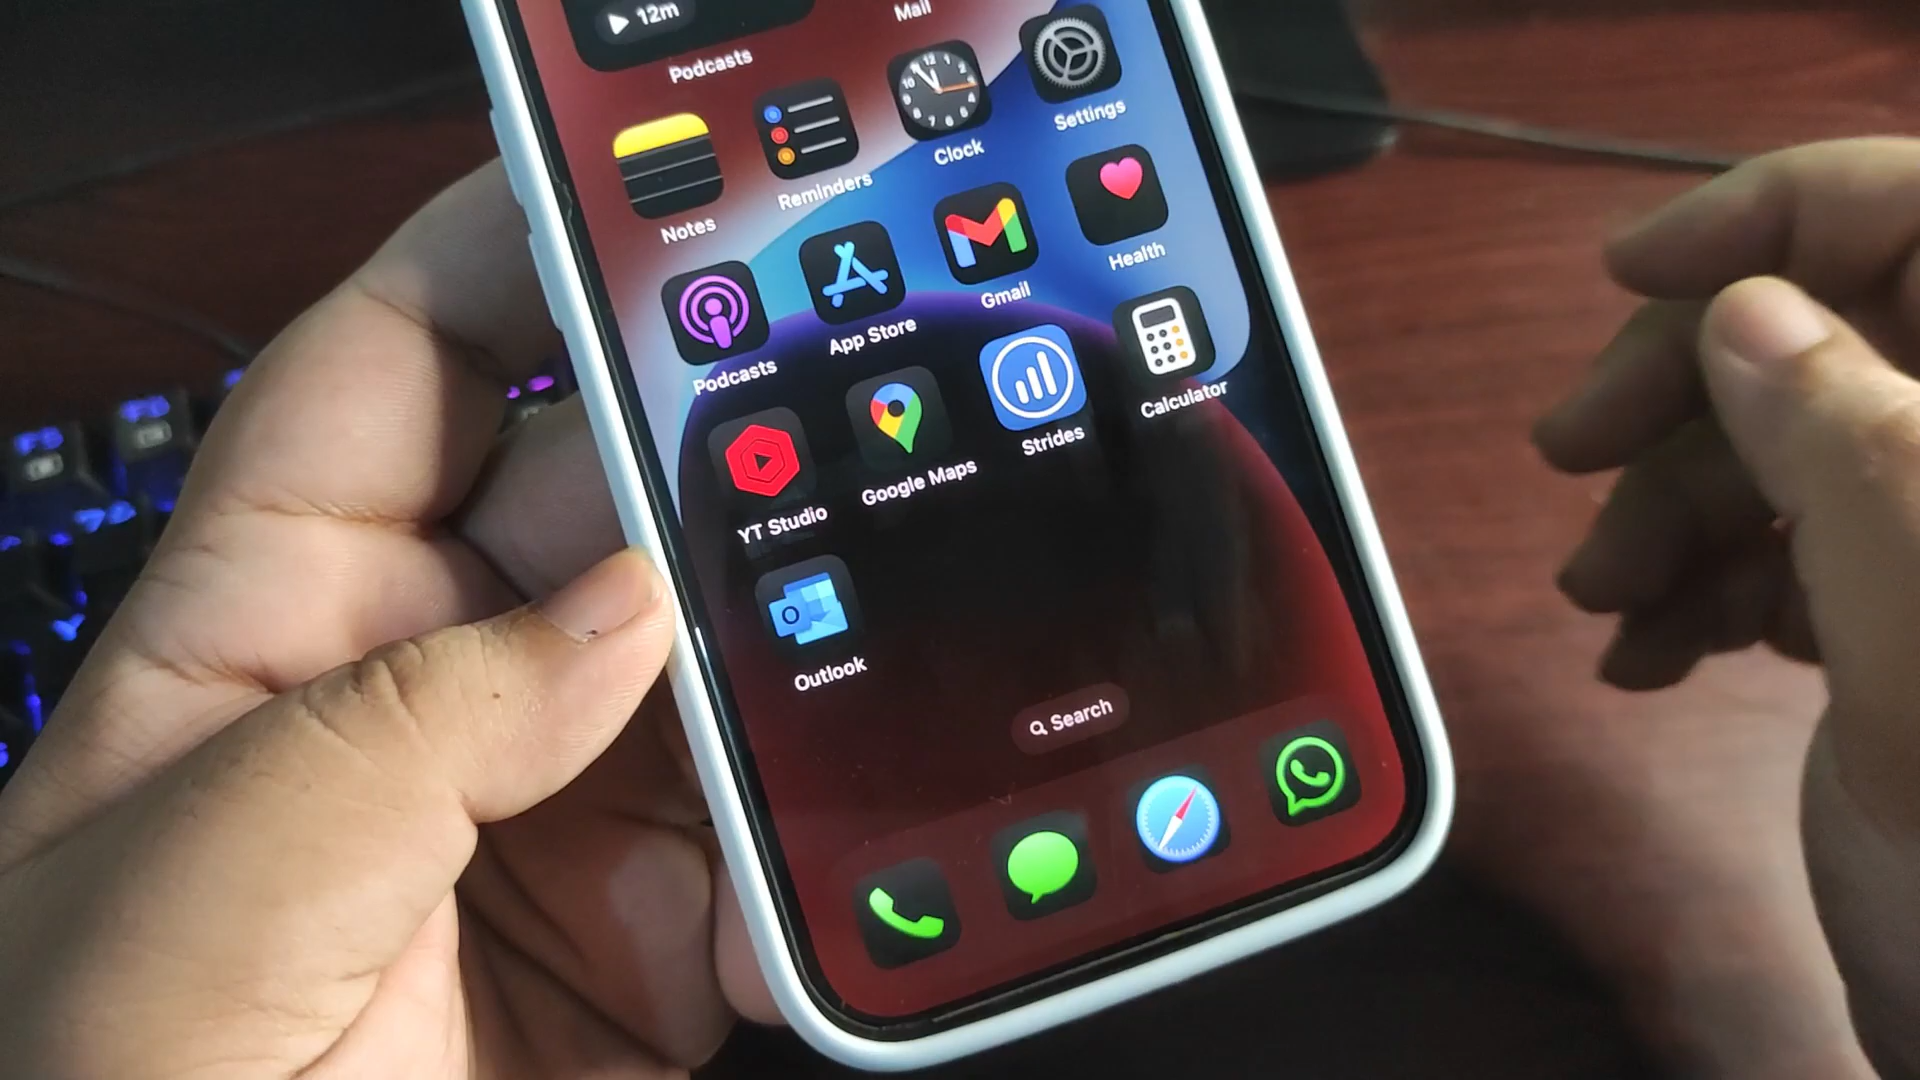 12m
Podcasts
Mail
Notes
Reminders
Clock
Settings
Podcasts
App Store
Gmail
Health
YT Studio
Google Maps
Strides
Calculator
Outlook
Search